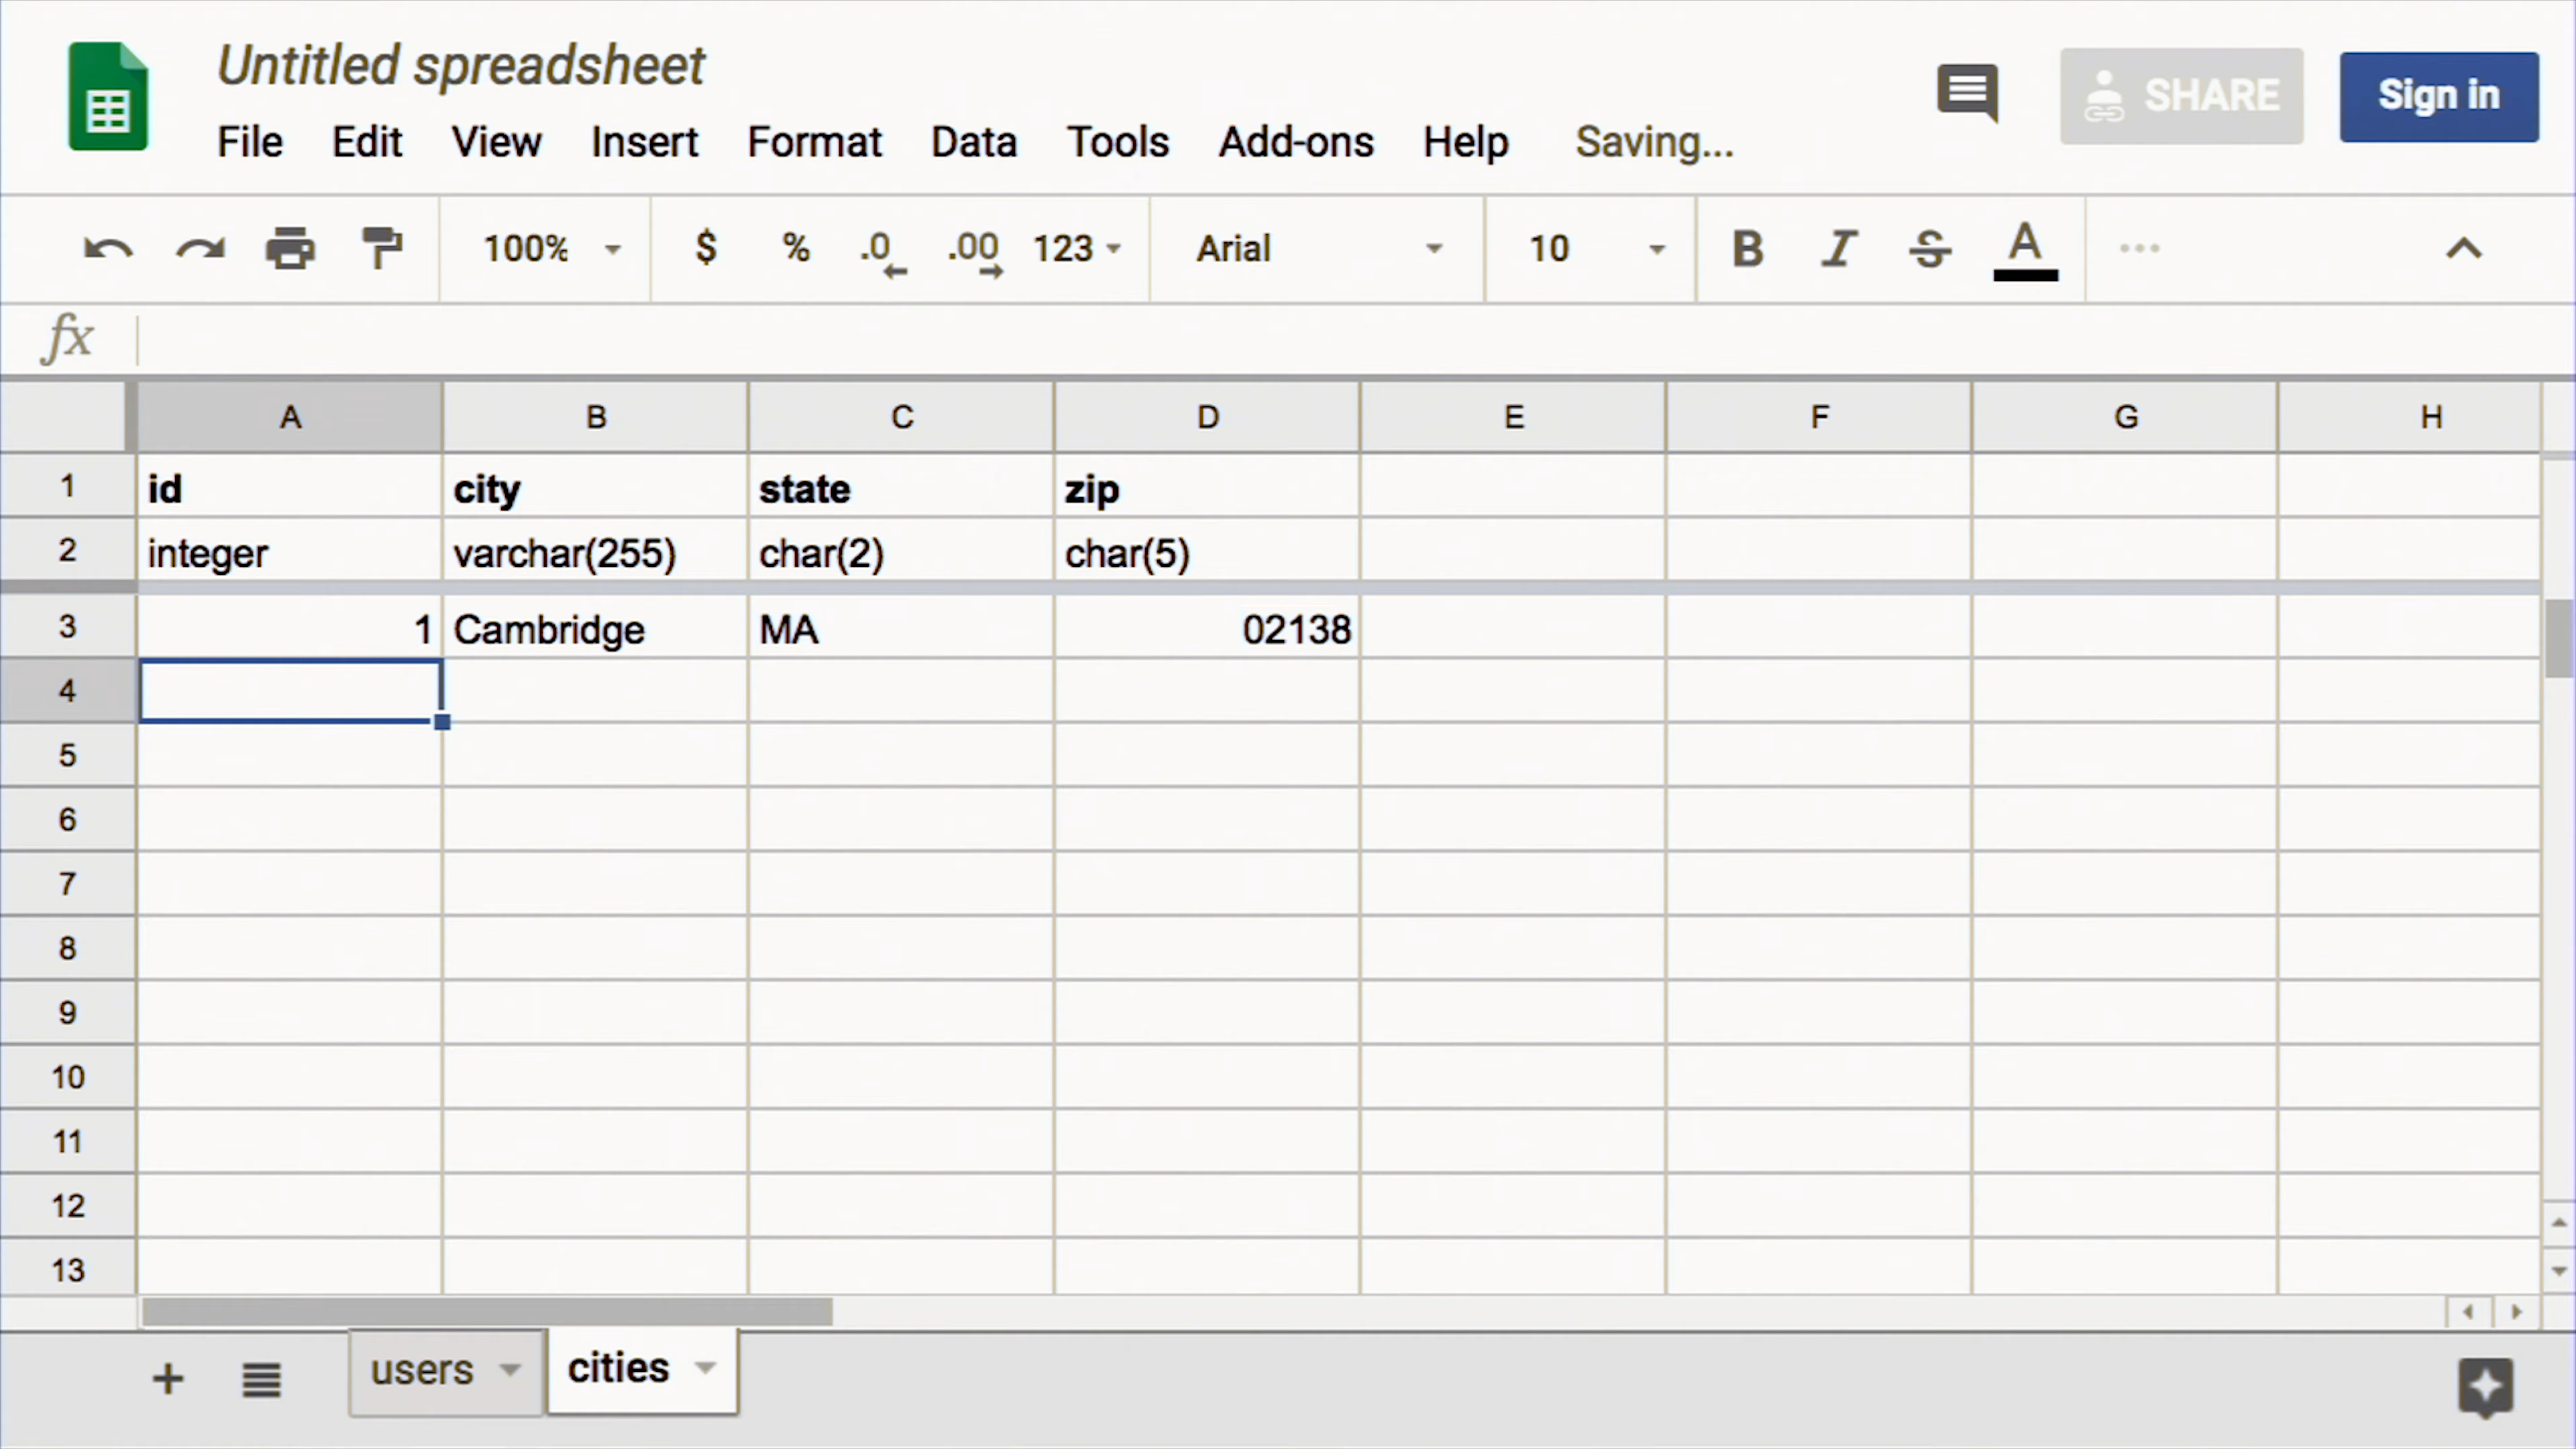 Untitled spreadsheet
File Edit View Insert Format Data Tools Add-ons Help Saving...
SHARE
Sign in
100% $ % .0 .00 123 Arial 10 B I S A
fx
A B C D E F G H
1 id city state zip
2 integer varchar(255) char(2) char(5)
3 1 Cambridge MA 02138
4
5
6
7
8
9
10
11
12
13
+ users cities